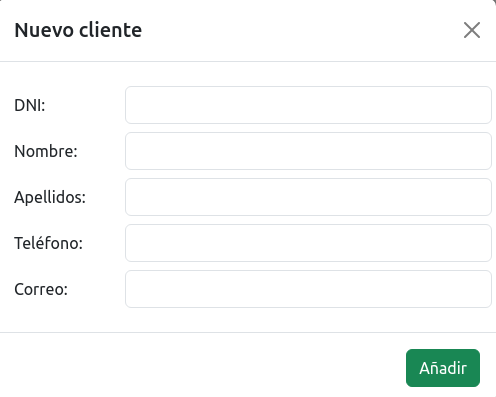 Nuevo cliente
DNI:
Nombre:
Apellidos:
Teléfono:
Correo:
Añadir